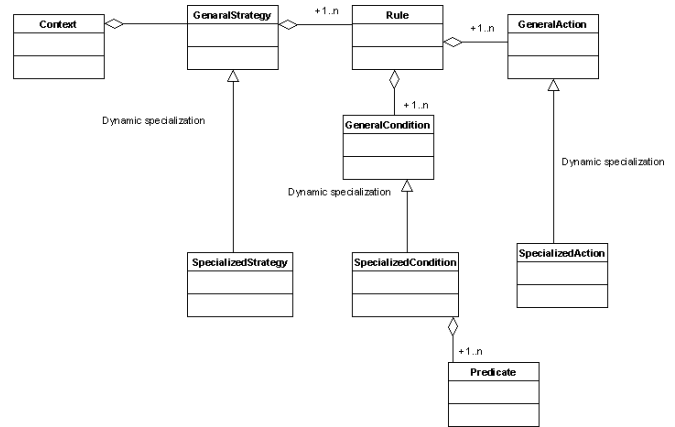 Context
GenaralStrategy
+1..n
Rule
+1..n
GeneralAction
+1..n
Dynamic specialization
GeneralCondition
Dynamic specialization
Dynamic specialization
SpecializedStrategy
SpecializedCondition
SpecializedAction
+1..n
Predicate